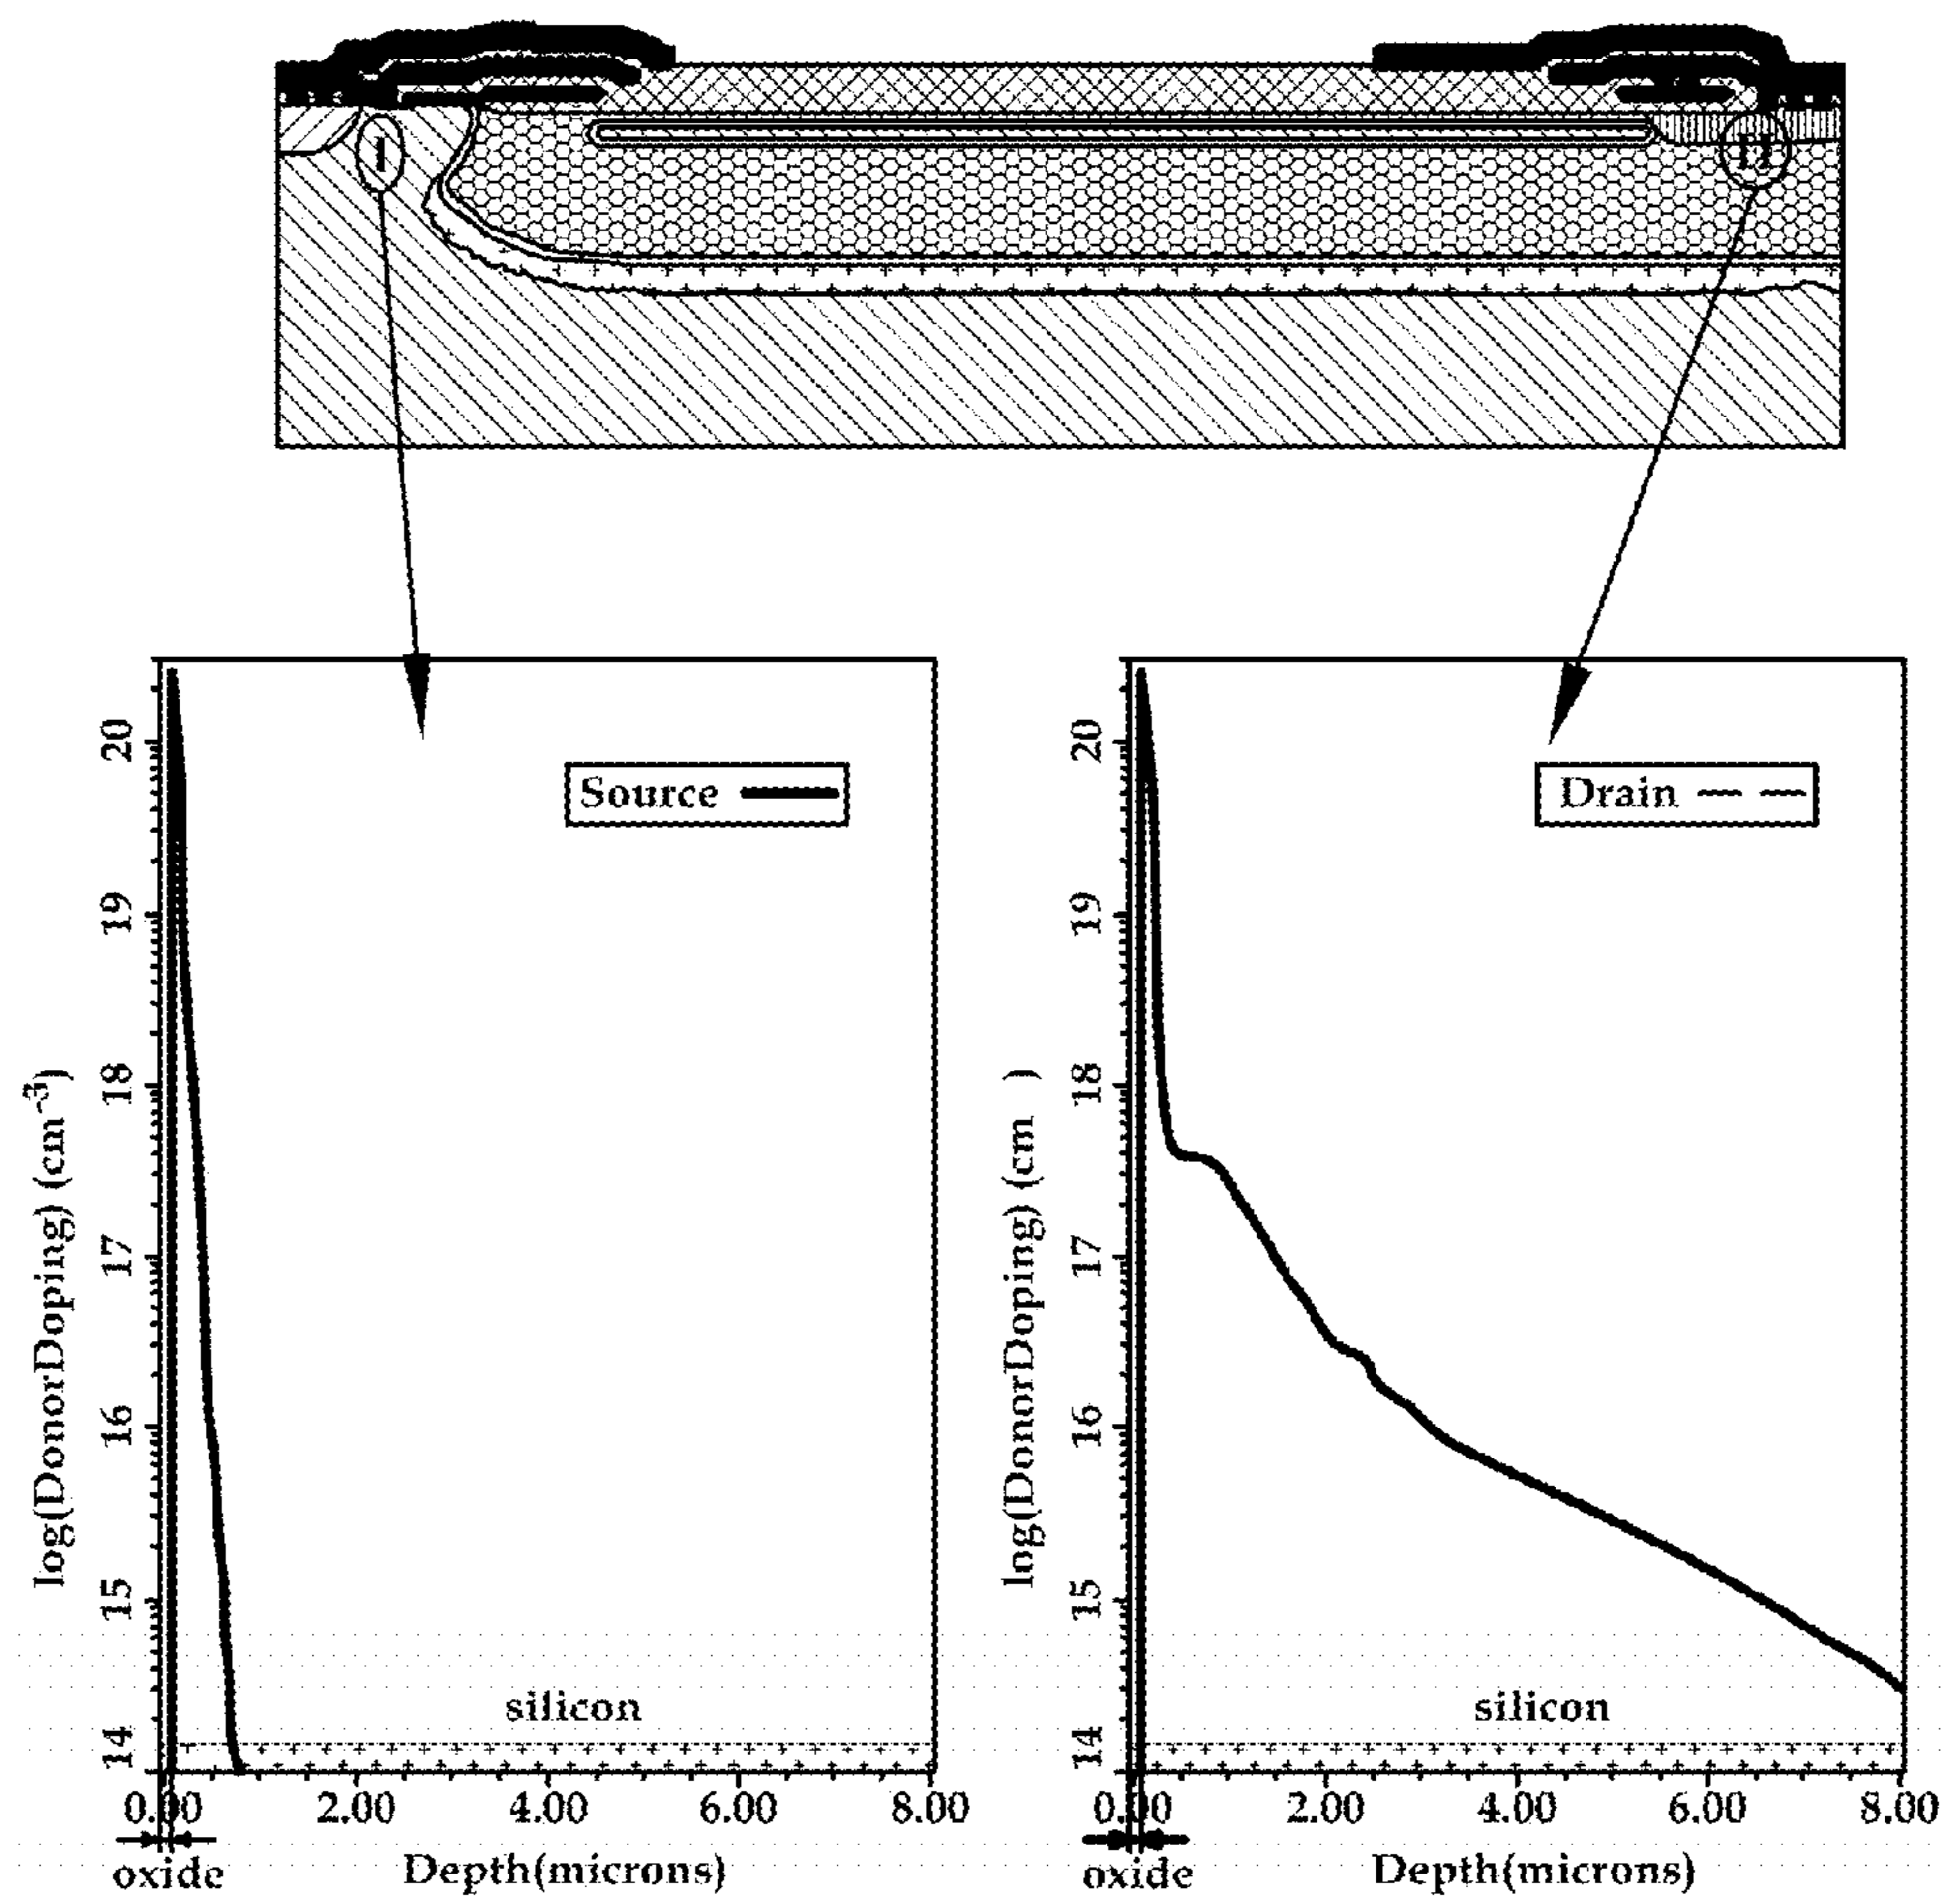 I
II
Source
Drain
20
19
18
17
16
15
14
log(DonorDoping) (cm-3)
20
19
18
17
16
15
14
log(DonorDoping) (cm )
silicon
silicon
0.00 2.00 4.00 6.00 8.00
0.00 2.00 4.00 6.00 8.00
oxide
Depth(microns)
oxide
Depth(microns)